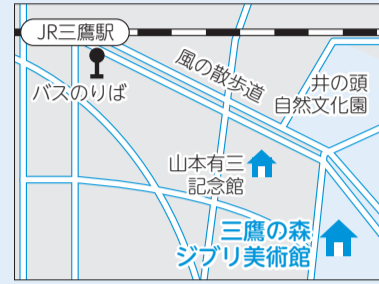 JR三鷹駅
バスのりば
風の散歩道
井の頭
自然文化園
山本有三
記念館
三鷹の森
ジブリ美術館